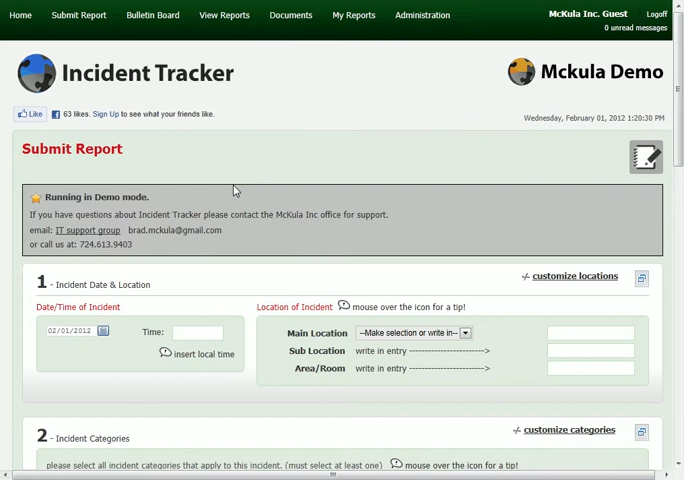 Home Submit Report Bulletin Board View Reports Documents My Reports Administration McKula Inc. Guest Logoff
0 unread messages
Incident Tracker Mckula Demo
Like 63 likes. Sign Up to see what your friends like.
Wednesday, February 01, 2012 1:20:30 PM
Submit Report
Running in Demo mode.
If you have questions about Incident Tracker please contact the McKula Inc office for support.
email: IT support group brad.mckula@gmail.com
or call us at: 724.613.9403
1 - Incident Date & Location customize locations
Date/Time of Incident Location of Incident mouse over the icon for a tip!
02/01/2012 Time: Main Location --Make selection or write in--
insert local time Sub Location write in entry ------------------------>
Area/Room write in entry ------------------------>
2 - Incident Categories customize categories
please select all incident categories that apply to this incident. (must select at least one) mouse over the icon for a tip!